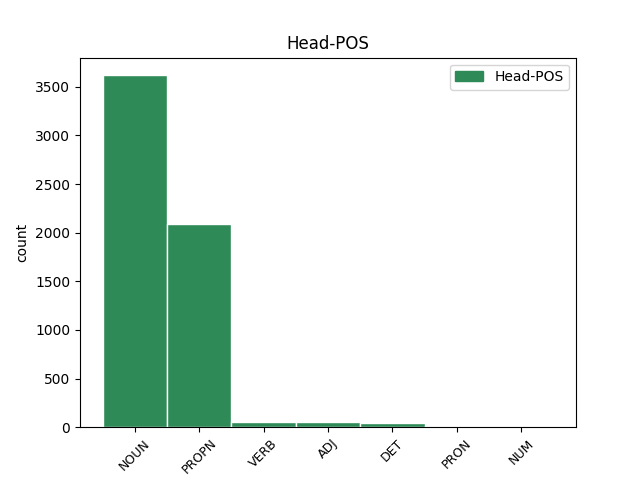 Head-POS
Head-POS
3500
3000
2500
2000
1500
1000
500
0
count
NOUN
PROPN
VERB
ADJ
DET
PRON
NUM